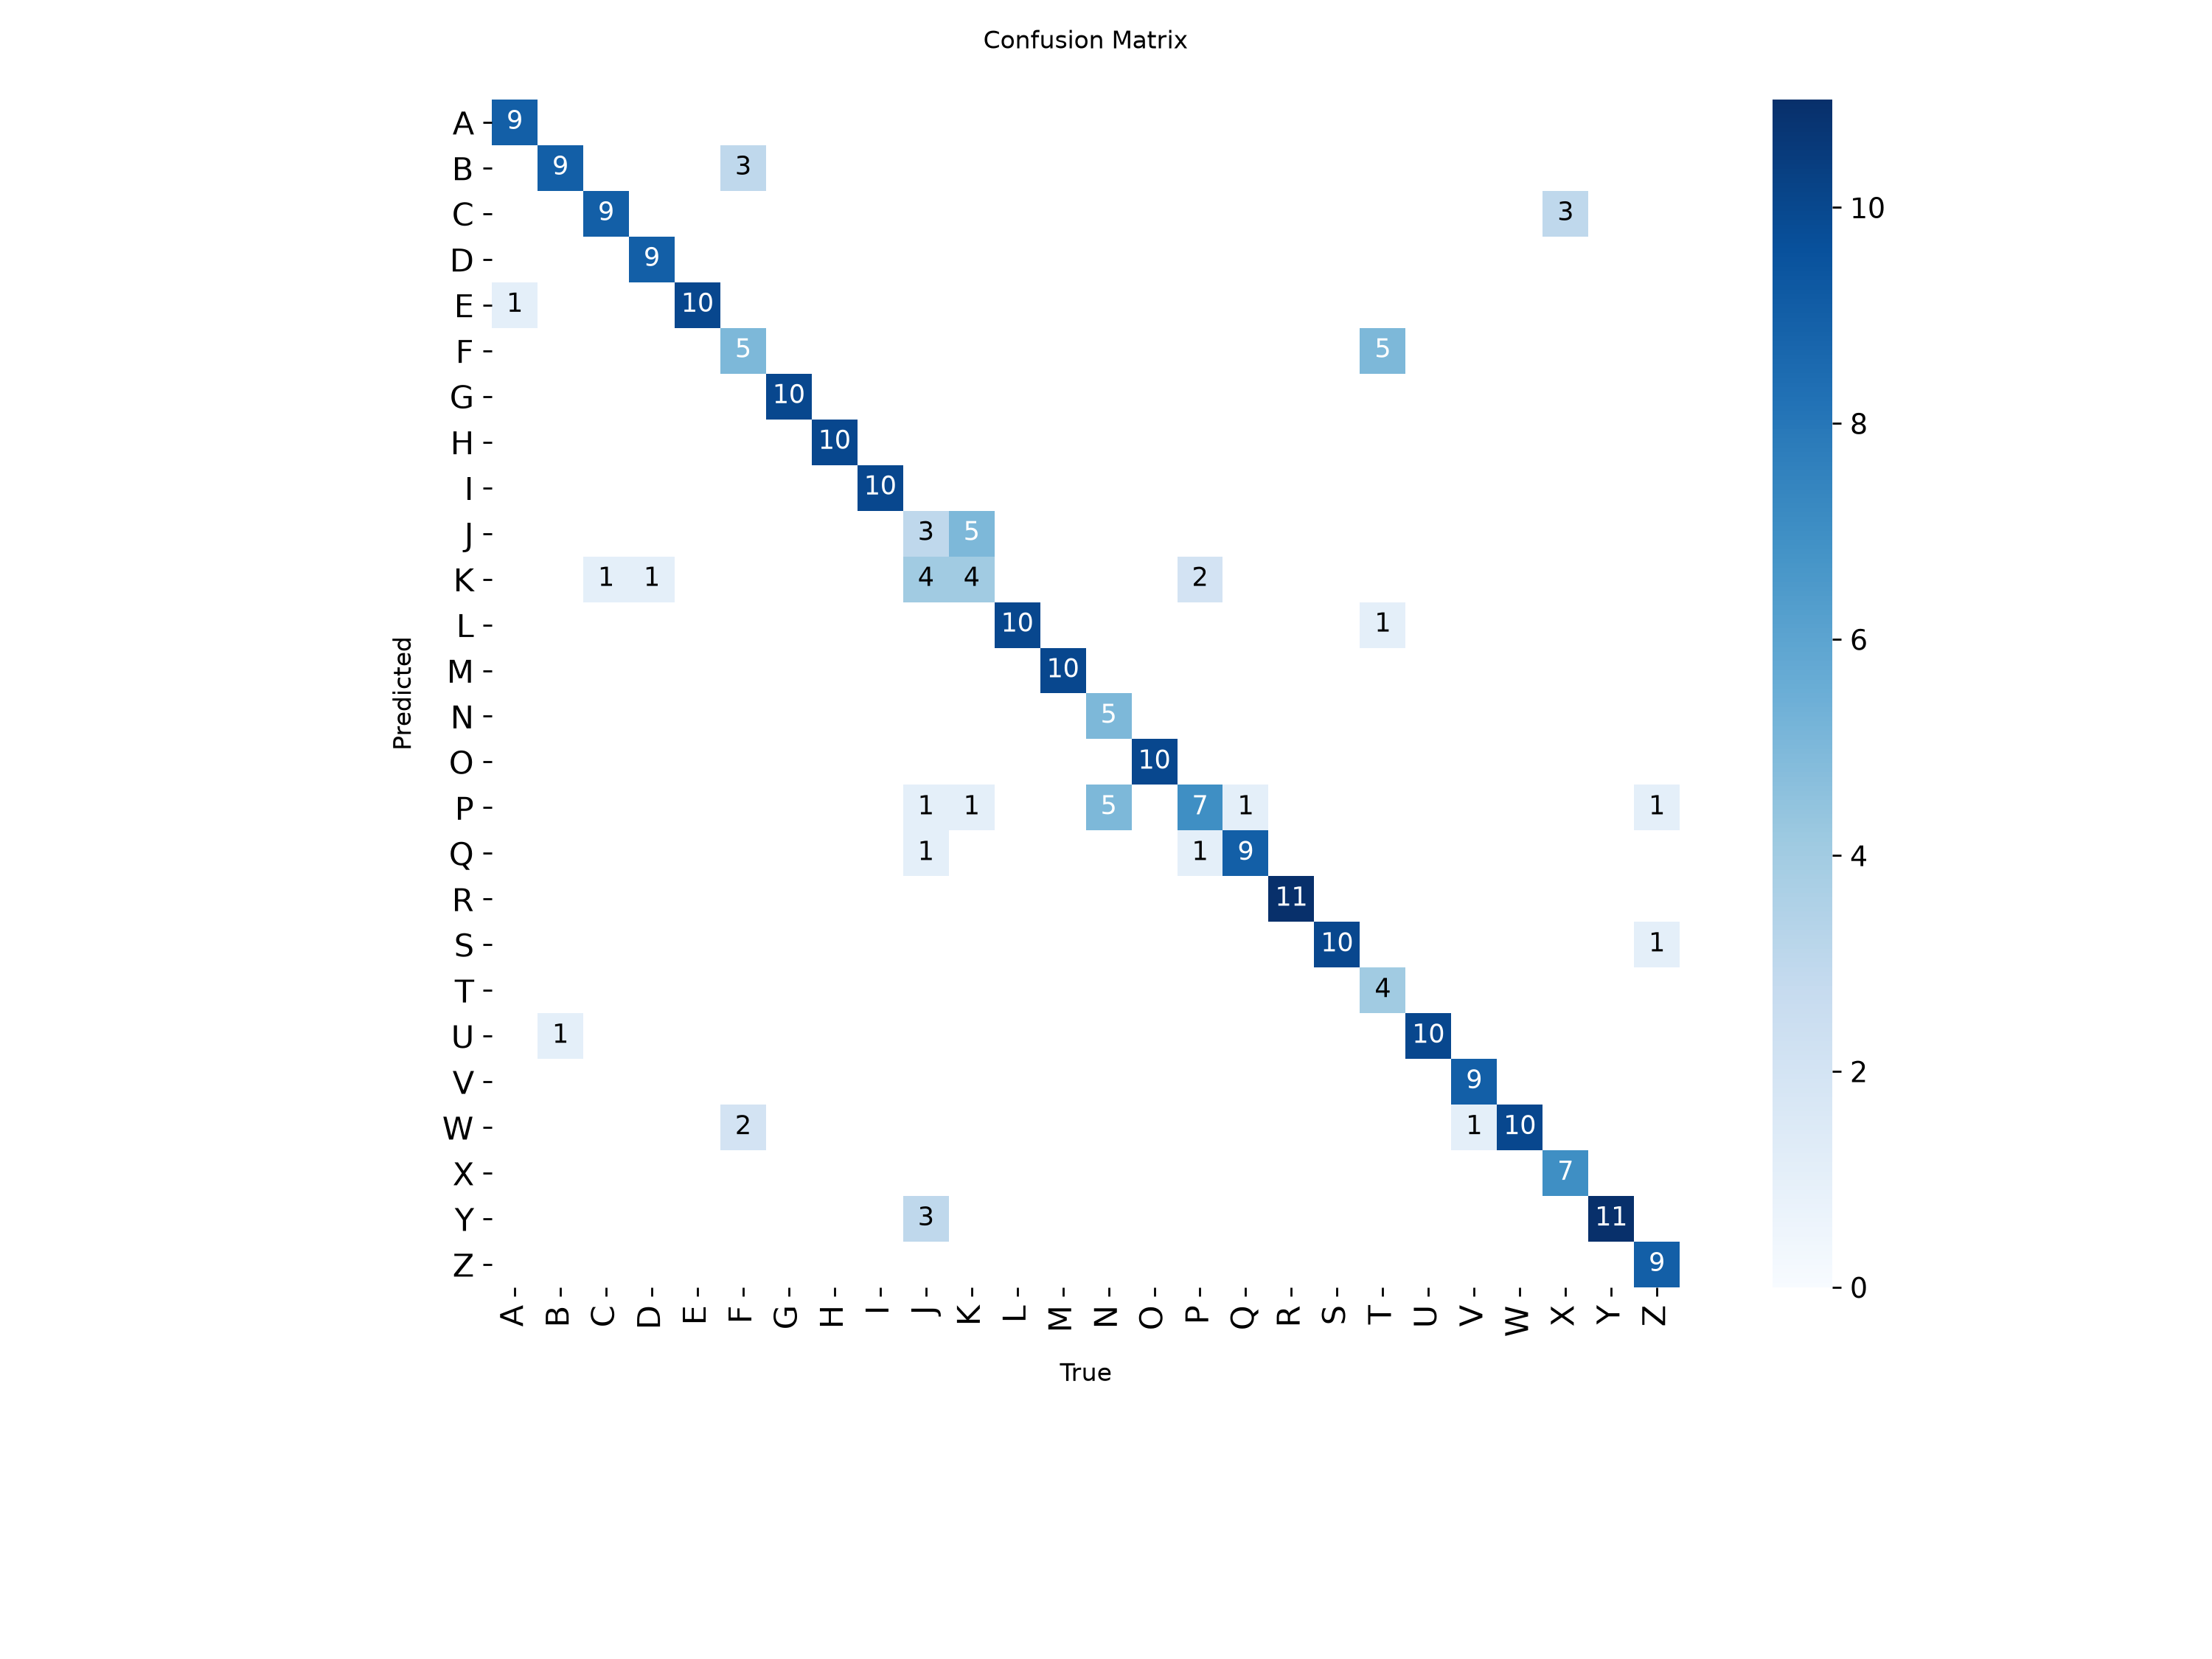 Confusion Matrix
A 9
B 9 3
C 9 3 10
D 9
E 1 10
F 5 5
G 10 8
H 10
I 10
J 3 5
K 1 1 4 4 2
L 10 1 6
M 10
N 5
O 10
P 1 1 5 7 1 1
Q 1 1 9 4
R 11
S 10 1
T 4
U 1 10
V 9 2
W 2 1 10
X 7
Y 3 11
Z 9 0
Predicted
A B C D E F G H I J K L M N O P Q R S T U V W X Y Z
True